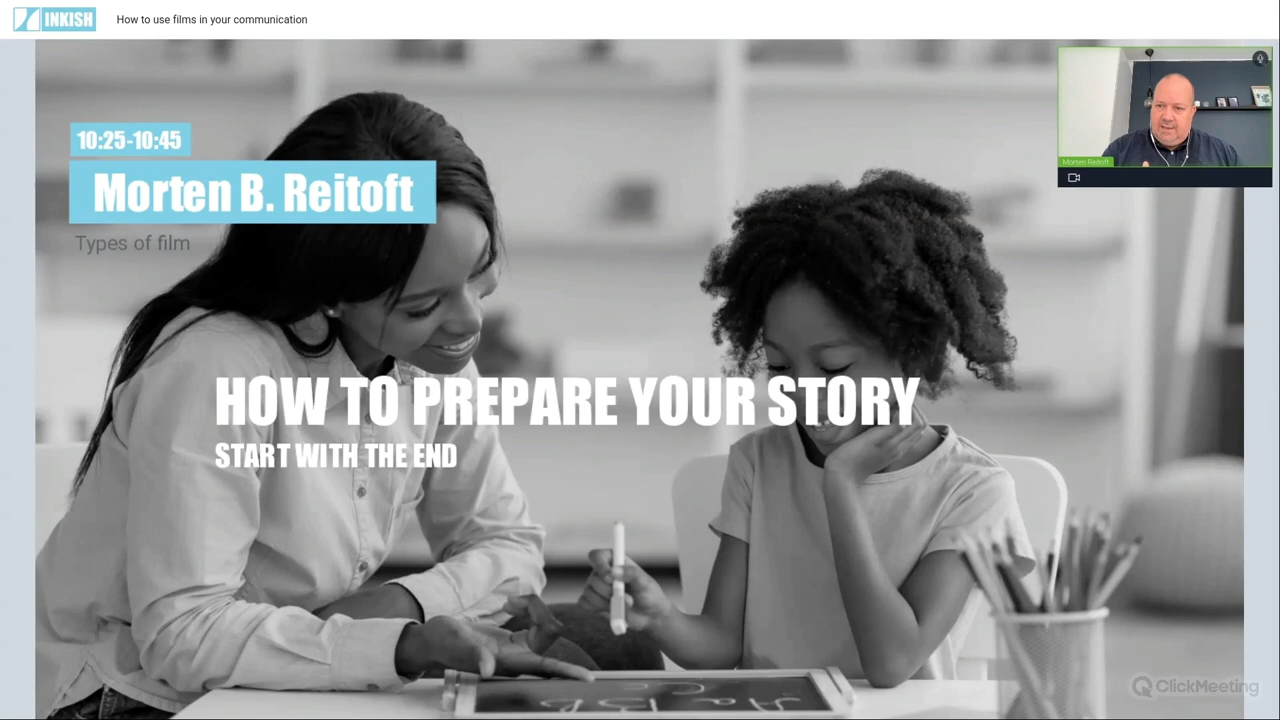 INKISH
How to use films in your communication
Morten Reitoft
10:25-10:45
Morten B. Reitoft
Types of film
HOW TO PREPARE YOUR STORY
START WITH THE END
ClickMeeting